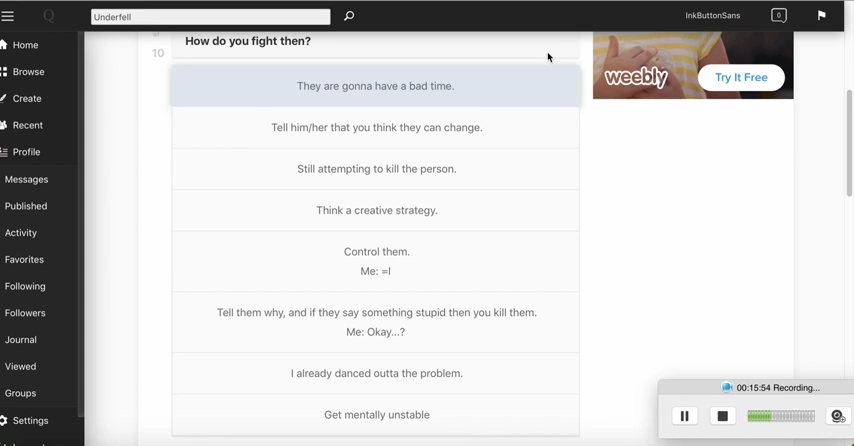 Underfell
InkButtonSans
0
Home
Browse
Create
Recent
Profile
Messages
Published
Activity
Favorites
Following
Followers
Journal
Viewed
Groups
Settings
10
How do you fight then?
They are gonna have a bad time.
Tell him/her that you think they can change.
Still attempting to kill the person.
Think a creative strategy.
Control them.
Me: =I
Tell them why, and if they say something stupid then you kill them.
Me: Okay...?
I already danced outta the problem.
Get mentally unstable
weebly
Try It Free
00:15:54 Recording...